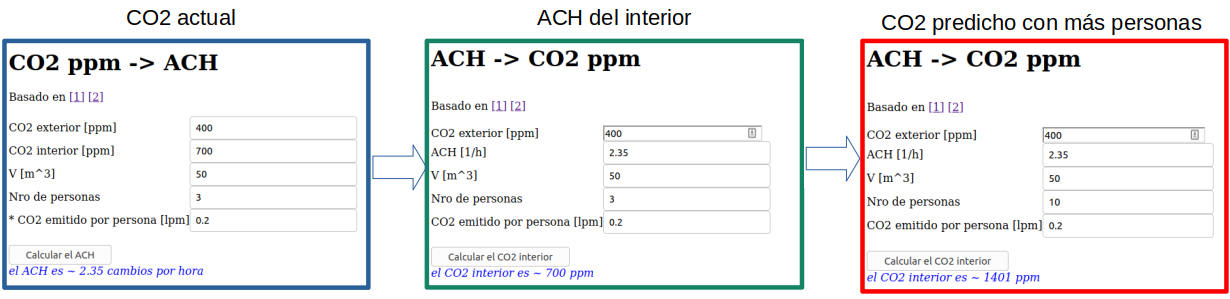 CO2 actual
CO2 ppm -> ACH
Basado en [1] [2]
CO2 exterior [ppm] 400
CO2 interior [ppm] 700
V [m^3] 50
Nro de personas 3
* CO2 emitido por persona [lpm] 0.2
Calcular el ACH
el ACH es ~ 2.35 cambios por hora
ACH del interior
ACH -> CO2 ppm
Basado en [1] [2]
CO2 exterior [ppm] 400
ACH [1/h] 2.35
V [m^3] 50
Nro de personas 3
CO2 emitido por persona [lpm] 0.2
Calcular el CO2 interior
el CO2 interior es ~ 700 ppm
CO2 predicho con más personas
ACH -> CO2 ppm
Basado en [1] [2]
CO2 exterior [ppm] 400
ACH [1/h] 2.35
V [m^3] 50
Nro de personas 10
CO2 emitido por persona [lpm] 0.2
Calcular el CO2 interior
el CO2 interior es ~ 1401 ppm